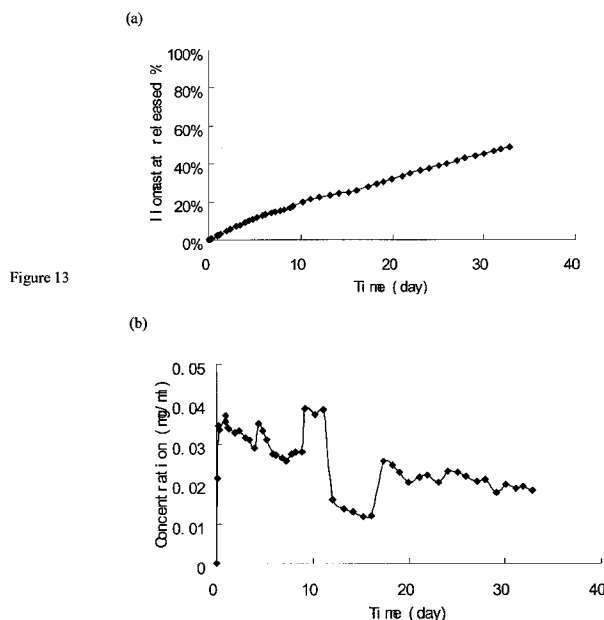 (a)
Ilomastat released %
100%
80%
60%
40%
20%
0%
0 10 20 30 40
Time (day)
Figure 13
(b)
Concentration (mg/ml)
0.05
0.04
0.03
0.02
0.01
0
0 10 20 30 40
Time (day)